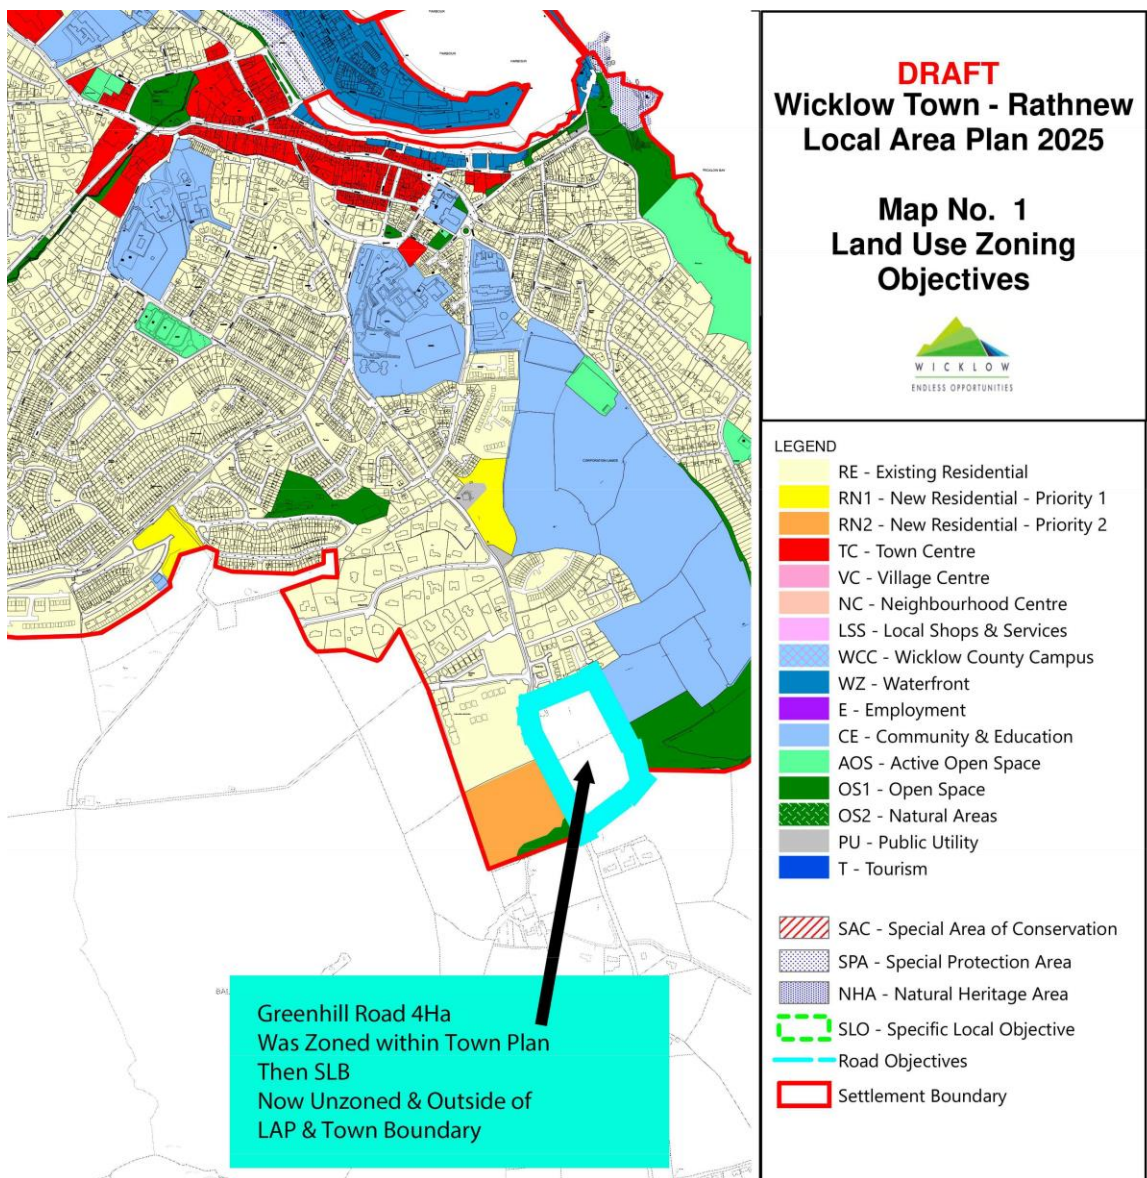 HARBOUR
HARBOUR
HARBOUR
CORPORATION LANDS
DRAFT
Wicklow Town - Rathnew
Local Area Plan 2025
Map No. 1
Land Use Zoning
Objectives
WICKLOW
ENDLESS OPPORTUNITIES
LEGEND
RE - Existing Residential
RN1 - New Residential - Priority 1
RN2 - New Residential - Priority 2
TC - Town Centre
VC - Village Centre
NC - Neighbourhood Centre
LSS - Local Shops & Services
WCC - Wicklow County Campus
WZ - Waterfront
E - Employment
CE - Community & Education
AOS - Active Open Space
OS1 - Open Space
OS2 - Natural Areas
PU - Public Utility
T - Tourism
SAC - Special Area of Conservation
SPA - Special Protection Area
NHA - Natural Heritage Area
SLO - Specific Local Objective
Road Objectives
Settlement Boundary
Greenhill Road 4Ha
Was Zoned within Town Plan
Then SLB
Now Unzoned & Outside of
LAP & Town Boundary